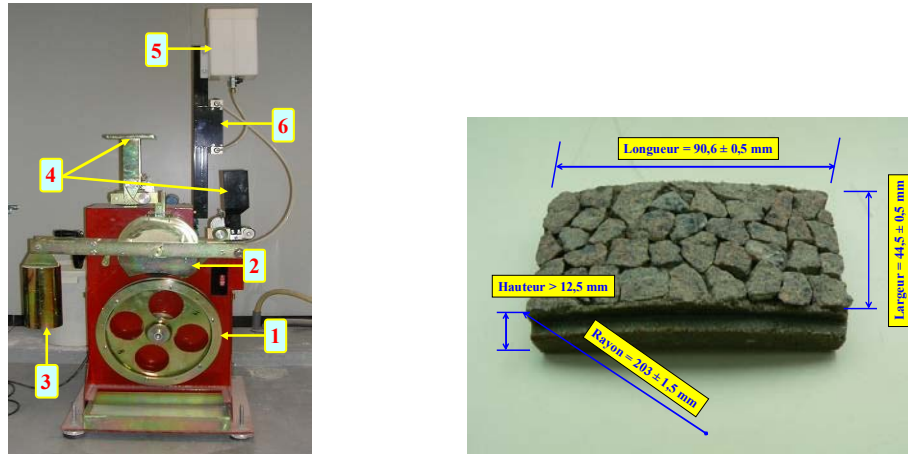 5
6
4
2
1
3
Longueur = 90,6 ± 0,5 mm
Largeur = 44,5 ± 0,5 mm
Hauteur > 12,5 mm
Rayon = 203 ± 1,5 mm